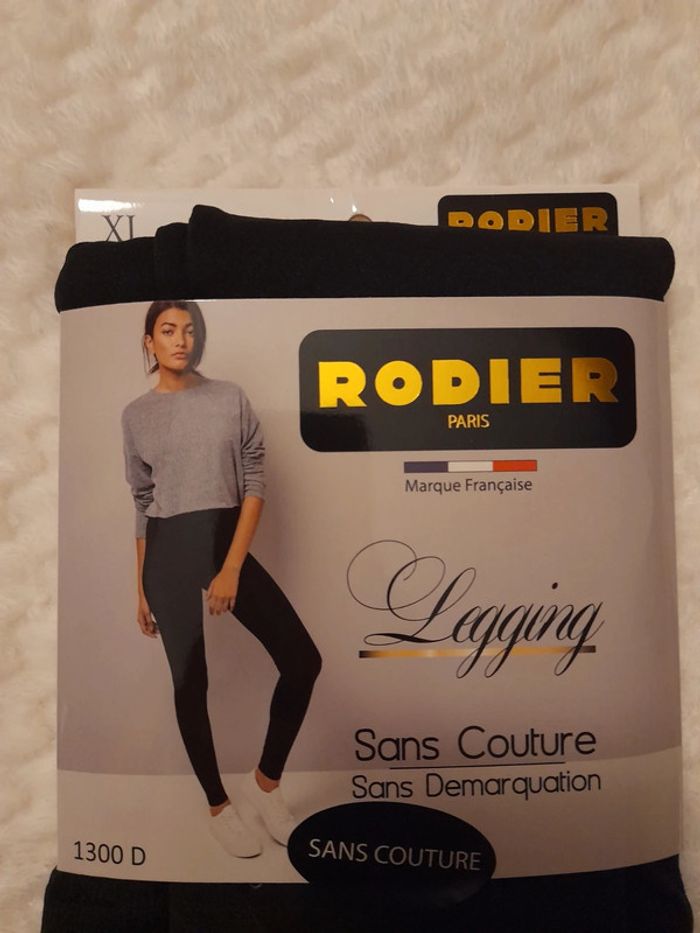 XL
RODIER
RODIER
PARIS
Marque Française
Legging
Sans Couture
Sans Demarquation
SANS COUTURE
1300 D